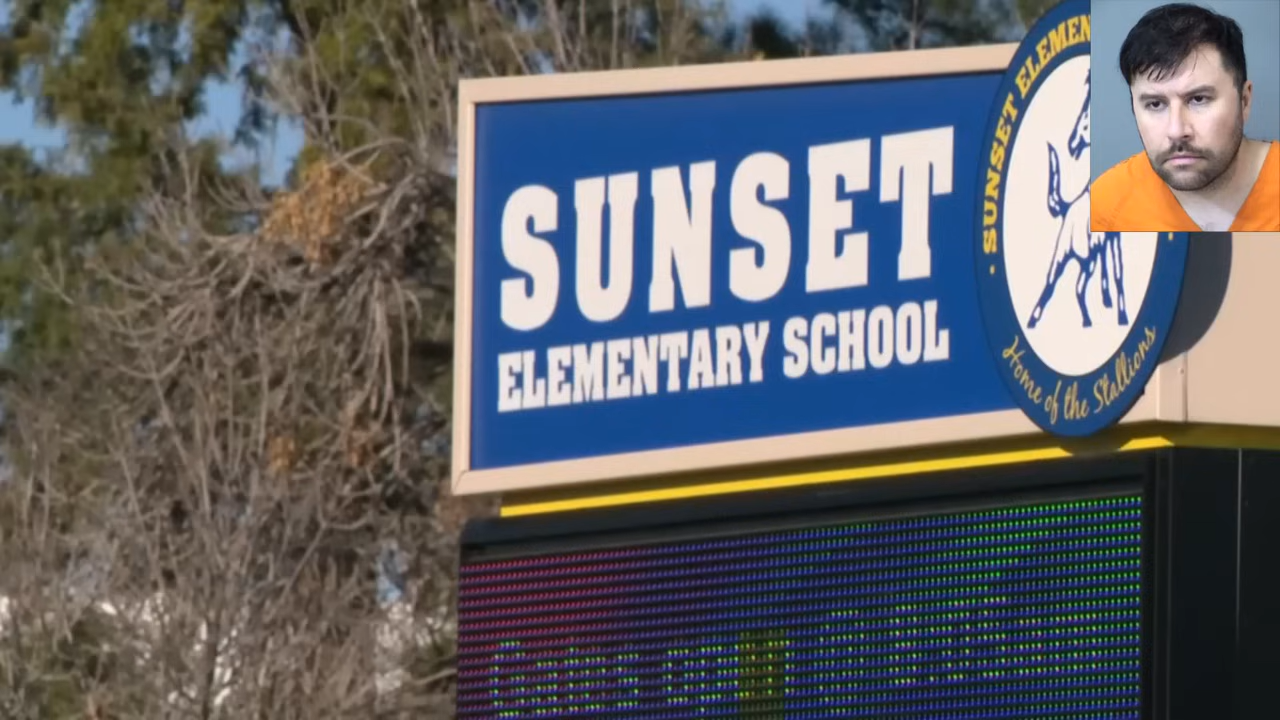 SUNSET
ELEMENTARY SCHOOL
SUNSET ELEMEN
Home of the Stallions